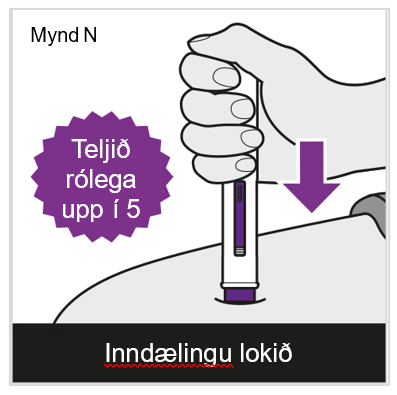 Mynd N
Teljið
rólega
upp í 5
Inndælingu lokið